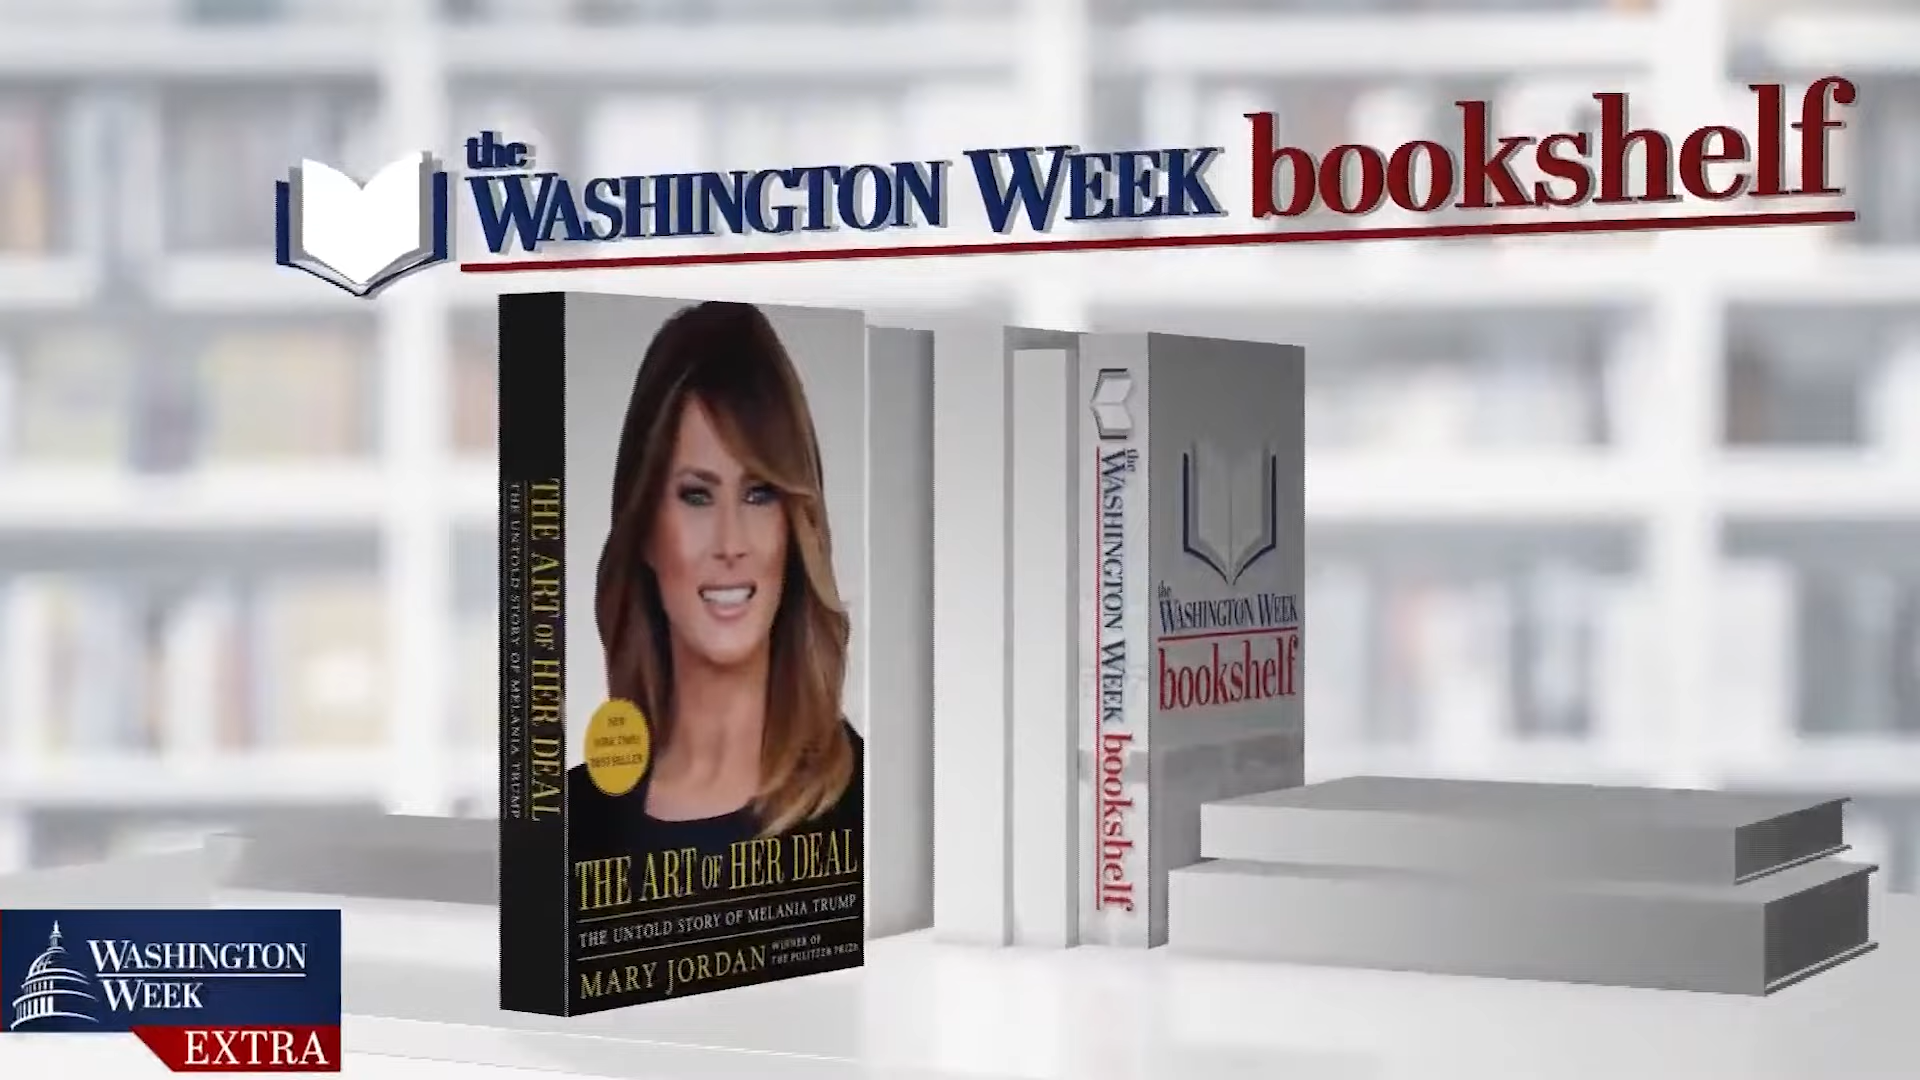 the
WASHINGTON WEEK bookshelf
THE ART OF HER DEAL
THE UNTOLD STORY OF MELANIA TRUMP
NEW
YORK TIMES
BESTSELLER
THE ART OF HER DEAL
THE UNTOLD STORY OF MELANIA TRUMP
MARY JORDAN WINNER OF
THE PULITZER PRIZE
the
WASHINGTON WEEK bookshelf
the
WASHINGTON WEEK
bookshelf
WASHINGTON
WEEK
EXTRA